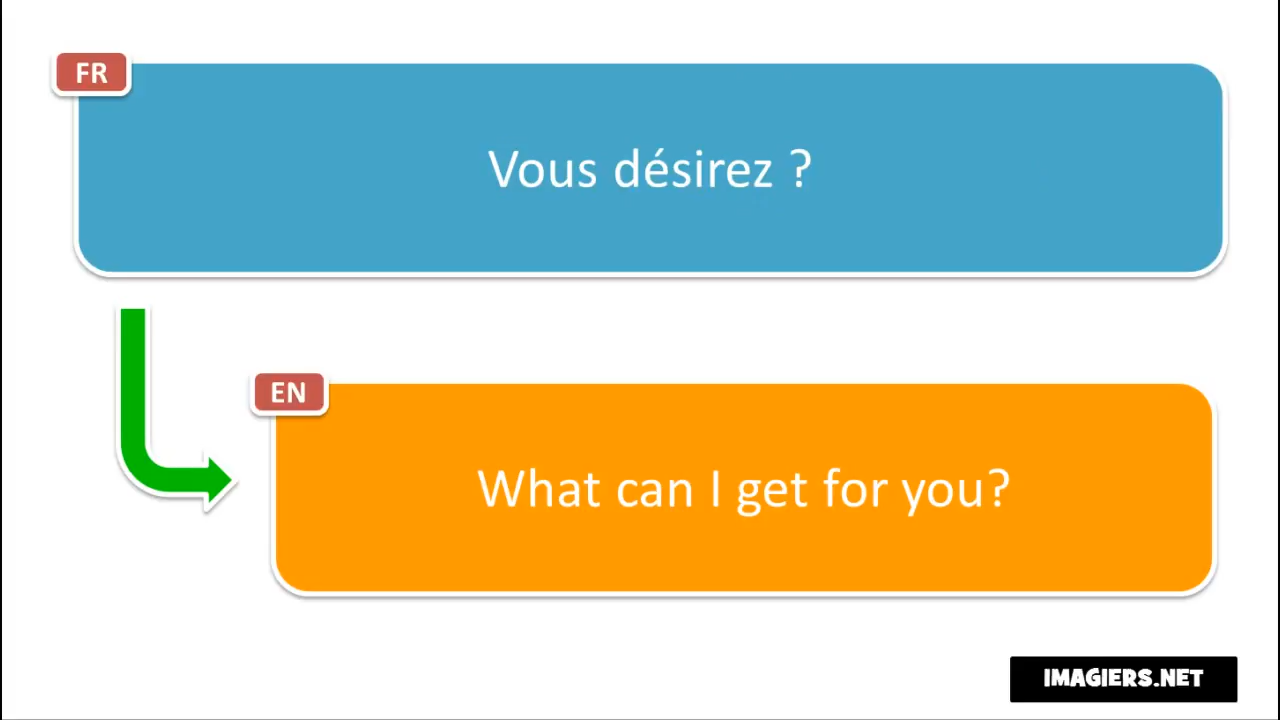 FR
Vous désirez ?
EN
What can I get for you?
IMAGIERS.NET